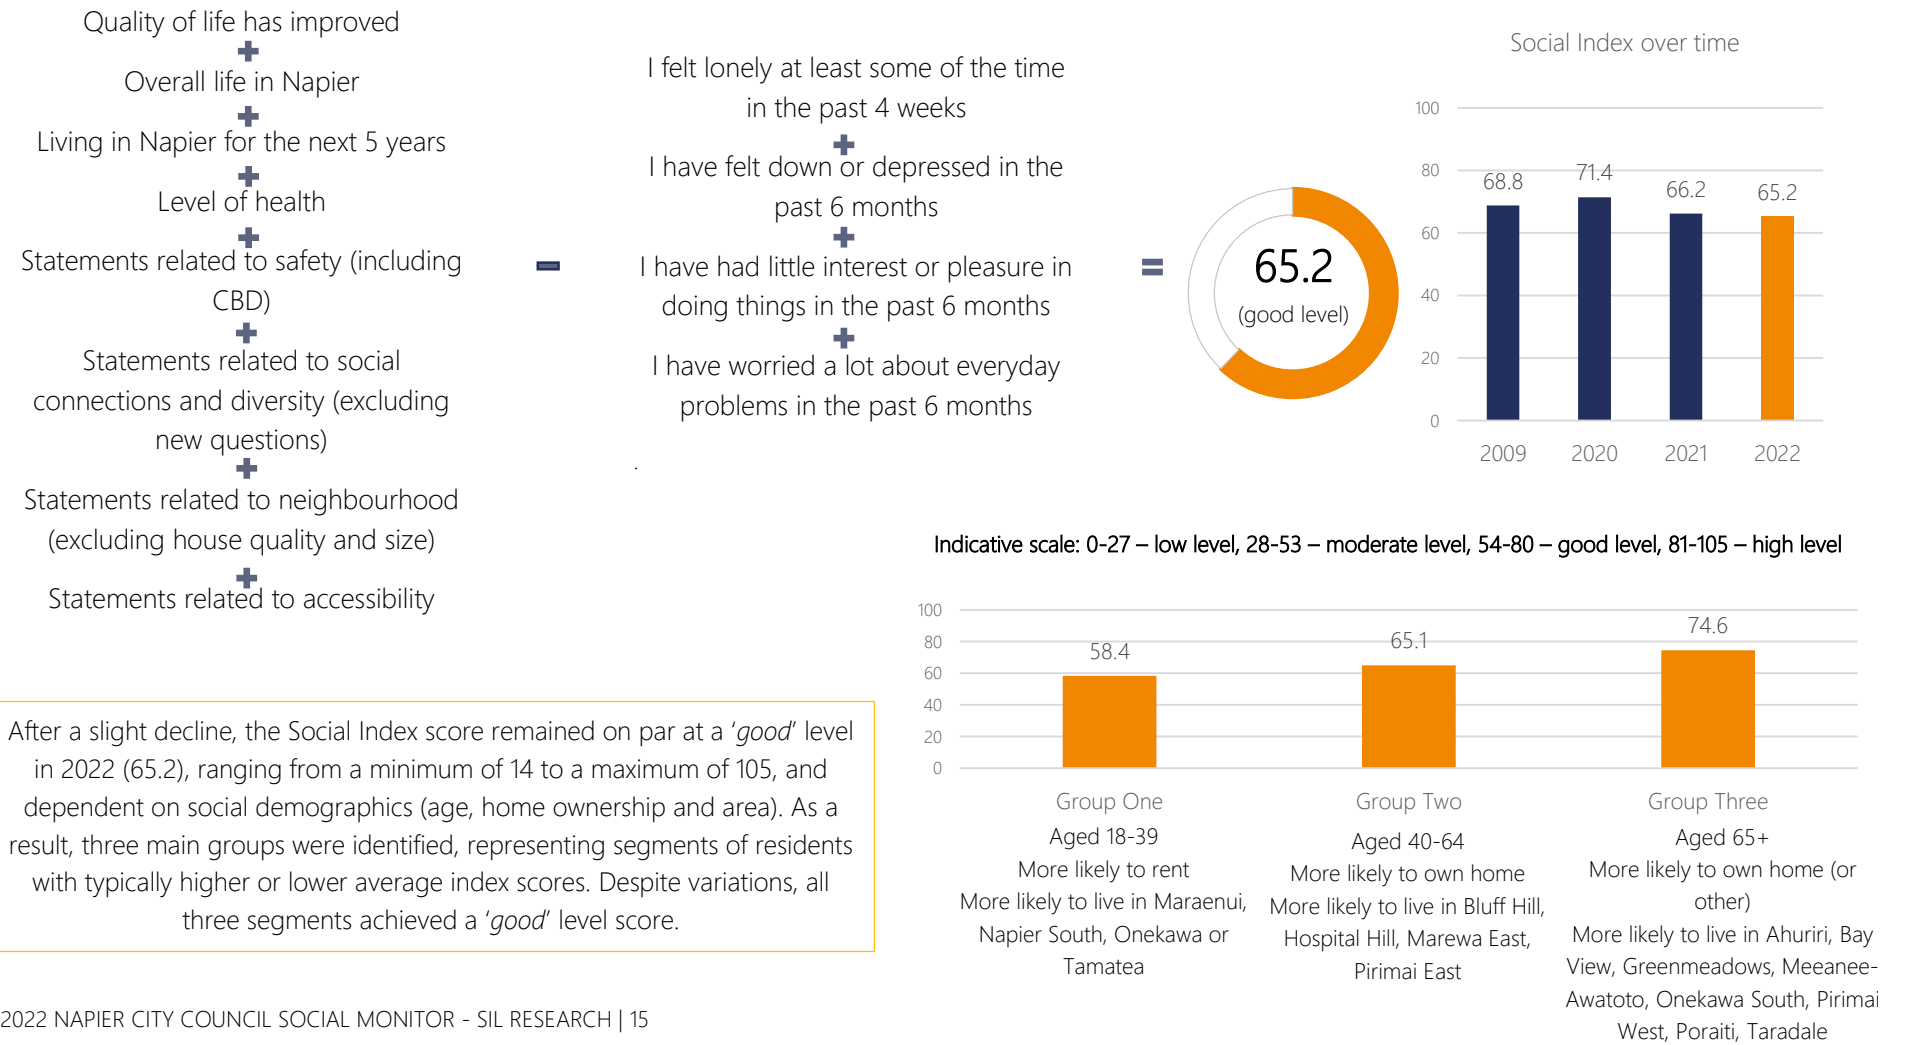 Quality of life has improved
Overall life in Napier
Living in Napier for the next 5 years
Level of health
Statements related to safety (including
CBD)
Statements related to social
connections and diversity (excluding
new questions)
Statements related to neighbourhood
(excluding house quality and size)
Statements related to accessibility
I felt lonely at least some of the time
in the past 4 weeks
I have felt down or depressed in the
past 6 months
I have had little interest or pleasure in
doing things in the past 6 months
I have worried a lot about everyday
problems in the past 6 months
.
65.2
(good level)
Social Index over time
100
80
60
40
20
0
68.8
71.4
66.2
65.2
2009
2020
2021
2022
Indicative scale: 0-27 – low level, 28-53 – moderate level, 54-80 – good level, 81-105 – high level
100
80
60
40
20
0
58.4
65.1
74.6
Group One
Aged 18-39
More likely to rent
More likely to live in Maraenui,
Napier South, Onekawa or
Tamatea
Group Two
Aged 40-64
More likely to own home
More likely to live in Bluff Hill,
Hospital Hill, Marewa East,
Pirimai East
Group Three
Aged 65+
More likely to own home (or
other)
More likely to live in Ahuriri, Bay
View, Greenmeadows, Meeanee-
Awatoto, Onekawa South, Pirimai
West, Poraiti, Taradale
After a slight decline, the Social Index score remained on par at a ‘good’ level
in 2022 (65.2), ranging from a minimum of 14 to a maximum of 105, and
dependent on social demographics (age, home ownership and area). As a
result, three main groups were identified, representing segments of residents
with typically higher or lower average index scores. Despite variations, all
three segments achieved a ‘good’ level score.
2022 NAPIER CITY COUNCIL SOCIAL MONITOR - SIL RESEARCH | 15